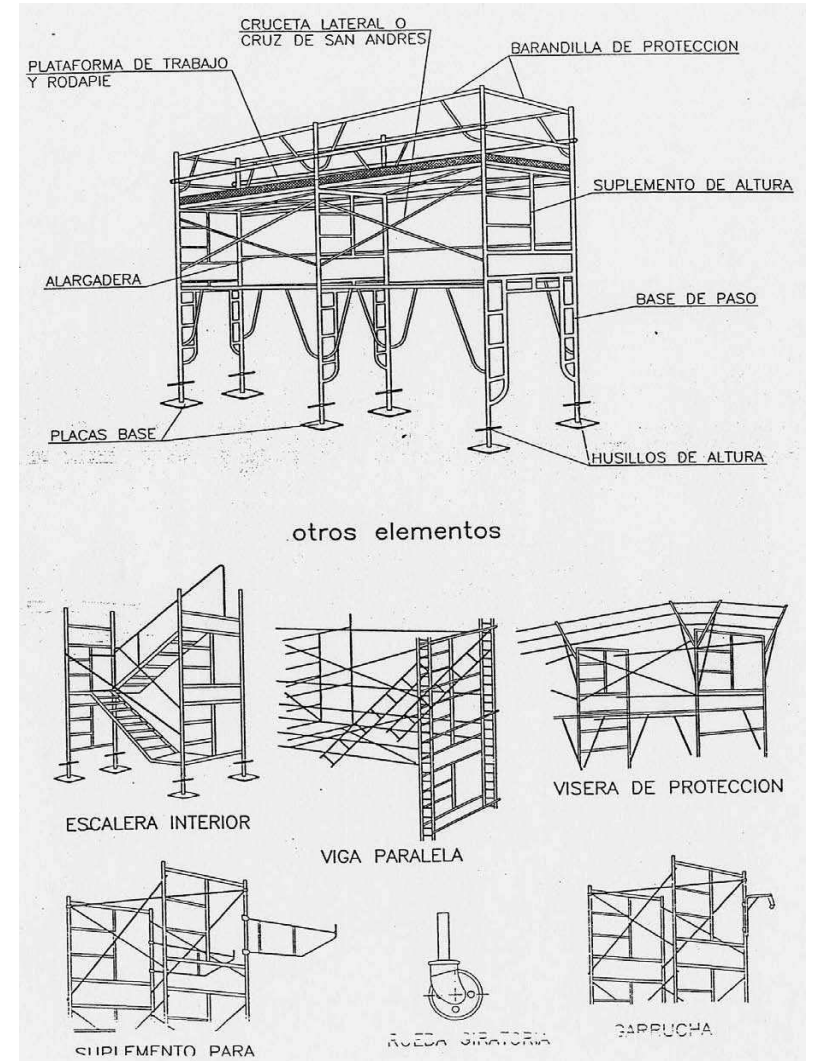 CRUCETA LATERAL O
CRUZ DE SAN ANDRES
BARANDILLA DE PROTECCION
PLATAFORMA DE TRABAJO
Y RODAPIE
SUPLEMENTO DE ALTURA
ALARGADERA
BASE DE PASO
PLACAS BASE
HUSILLOS DE ALTURA
otros elementos
ESCALERA INTERIOR
VIGA PARALELA
VISERA DE PROTECCION
SUPLEMENTO PARA
RUEDA GIRATORIA
GARRUCHA